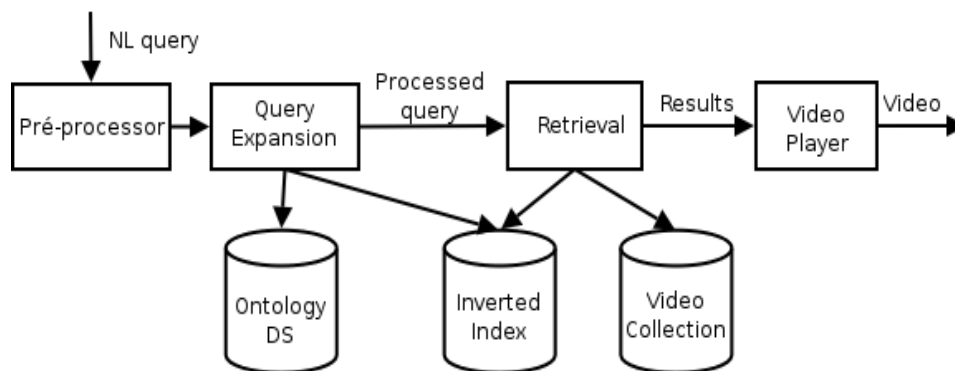 NL query
Pré-processor
Query
Expansion
Processed
query
Retrieval
Results
Video
Player
Video
Ontology
DS
Inverted
Index
Video
Collection